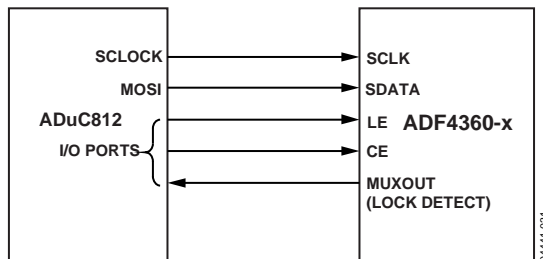 SCLOCK
SCLK
MOSI
SDATA
ADuC812
LE
ADF4360-x
I/O PORTS
CE
MUXOUT
(LOCK DETECT)